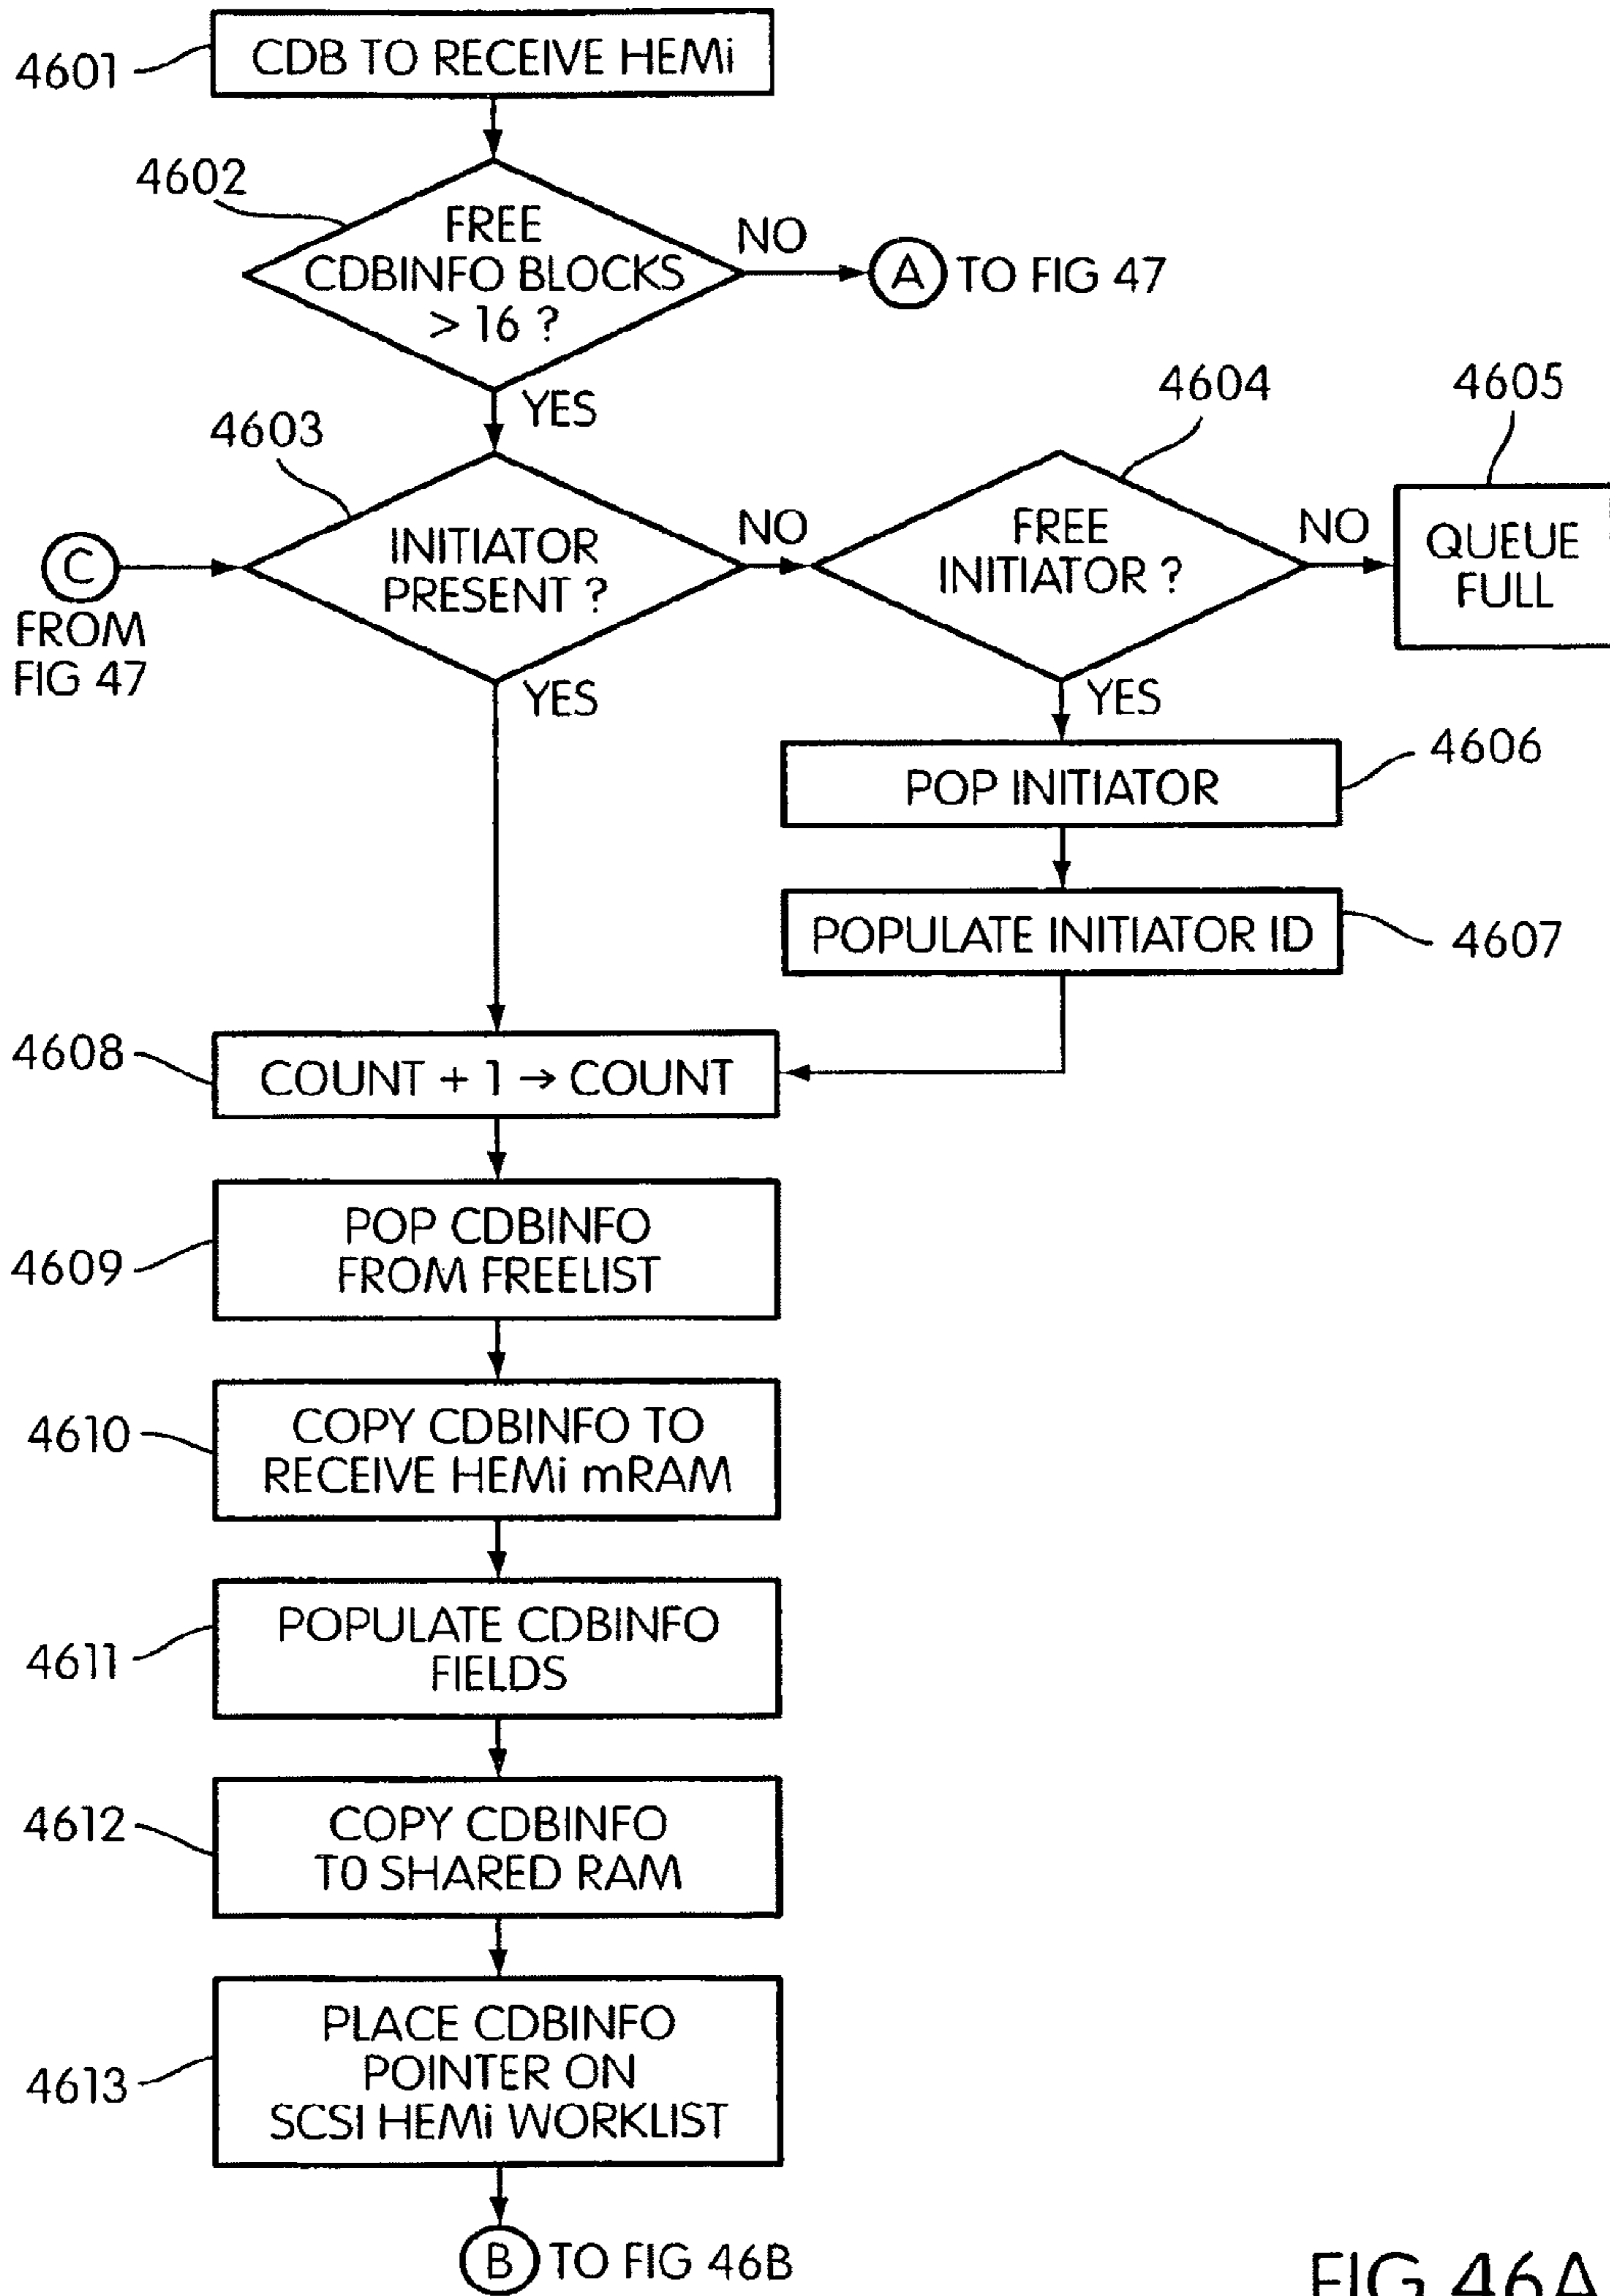 4601
CDB TO RECEIVE HEMi
4602
FREE
CDBINFO BLOCKS
> 16 ?
NO
A
TO FIG 47
YES
4603
4604
4605
C
FROM
FIG 47
INITIATOR
PRESENT ?
NO
FREE
INITIATOR ?
NO
QUEUE
FULL
YES
YES
POP INITIATOR
4606
POPULATE INITIATOR ID
4607
4608
COUNT + 1 → COUNT
4609
POP CDBINFO
FROM FREELIST
4610
COPY CDBINFO TO
RECEIVE HEMi mRAM
4611
POPULATE CDBINFO
FIELDS
4612
COPY CDBINFO
TO SHARED RAM
4613
PLACE CDBINFO
POINTER ON
SCSI HEMi WORKLIST
B
TO FIG 46B
FIG 46A